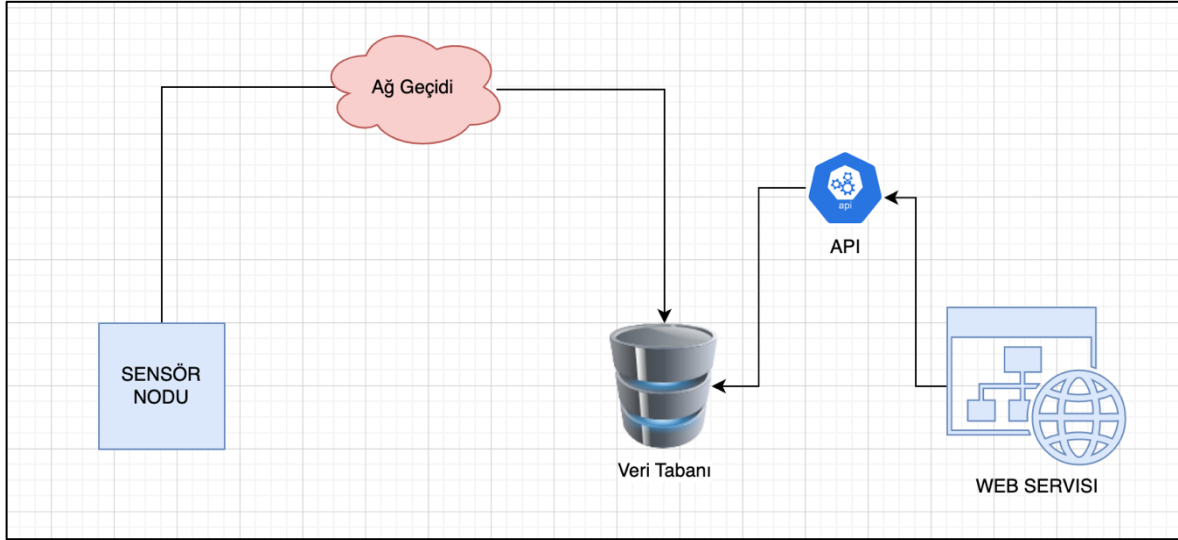 Ağ Geçidi
api
API
SENSÖR
NODU
Veri Tabanı
WEB SERVISI